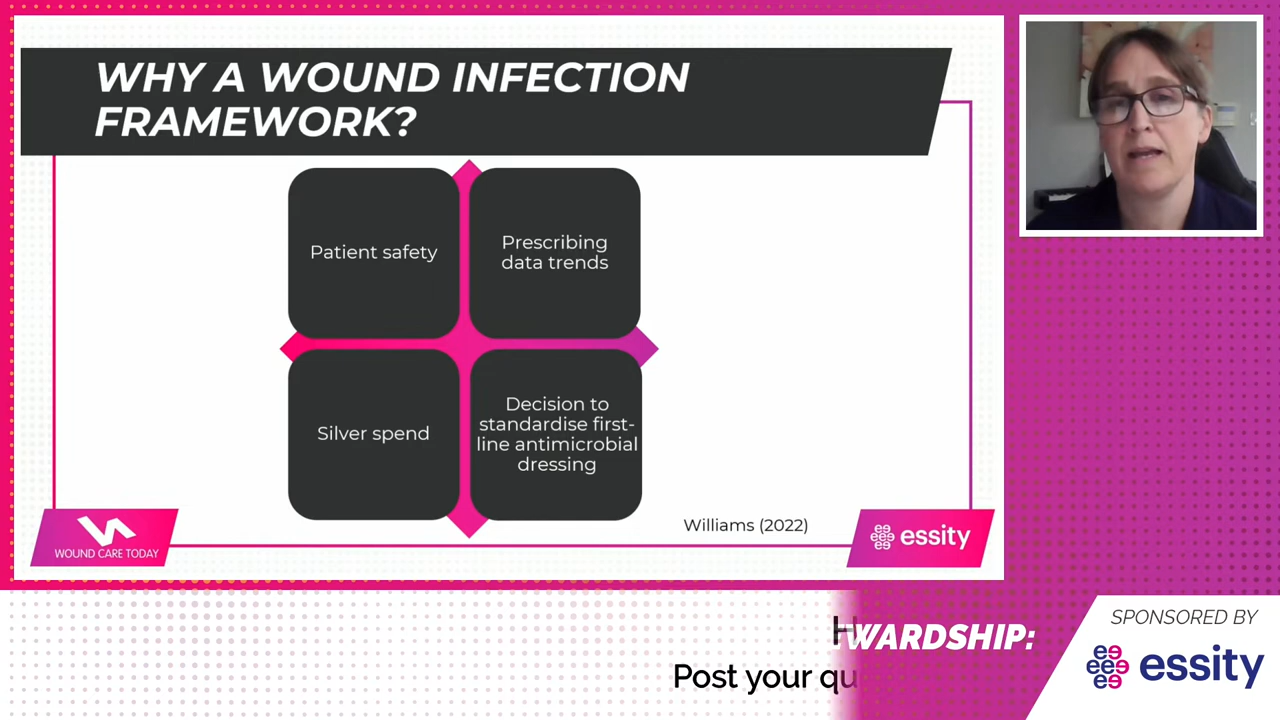 WHY A WOUND INFECTION
FRAMEWORK?
Patient safety
Prescribing
data trends
Silver spend
Decision to
standardise first-
line antimicrobial
dressing
Williams (2022)
WOUND CARE TODAY
essity
WARDSHIP:
Post your
SPONSORED BY
essity